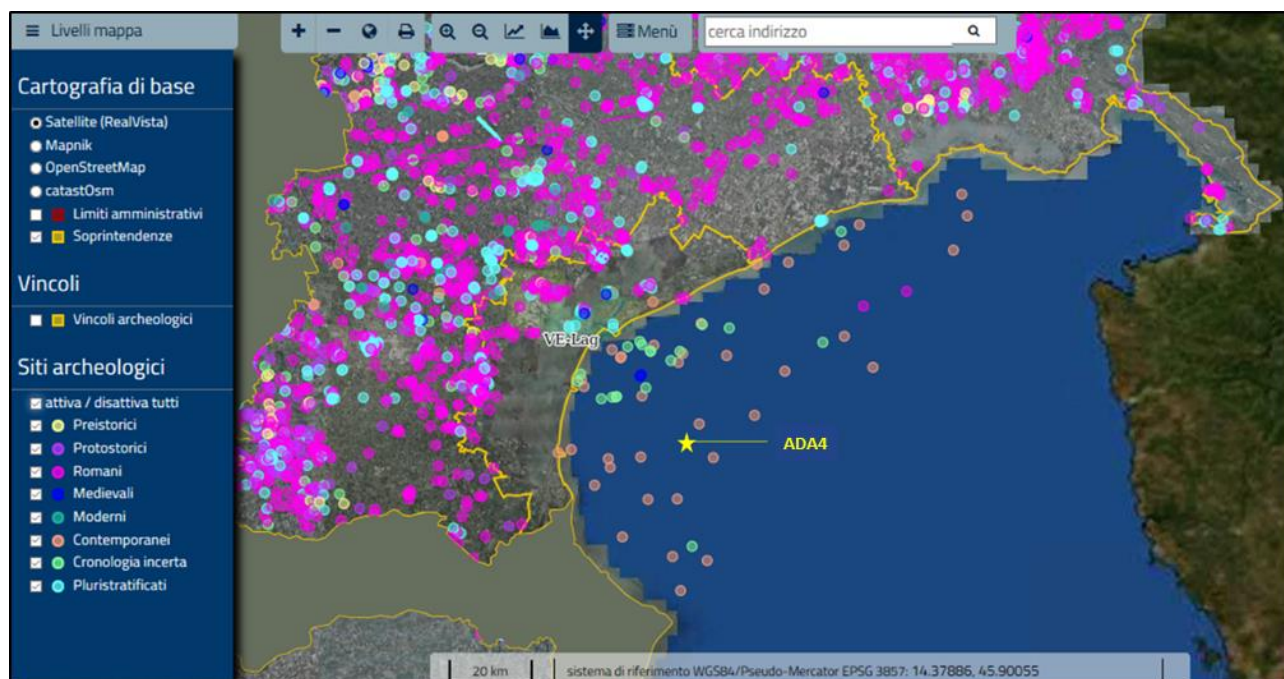 Livelli mappa
Menù
cerca indirizzo
Cartografia di base
Satellite (RealVista)
Mapnik
OpenStreetMap
catastOsm
Limiti amministrativi
Soprintendenze
Vincoli
Vincoli archeologici
Siti archeologici
attiva / disattiva tutti
Preistorici
Protostorici
Romani
Medievali
Moderni
Contemporanei
Cronologia incerta
Pluristratificati
VE-Lag
ADA4
20 km
sistema di riferimento WGS84/Pseudo-Mercator EPSG 3857: 14.37886, 45.90055